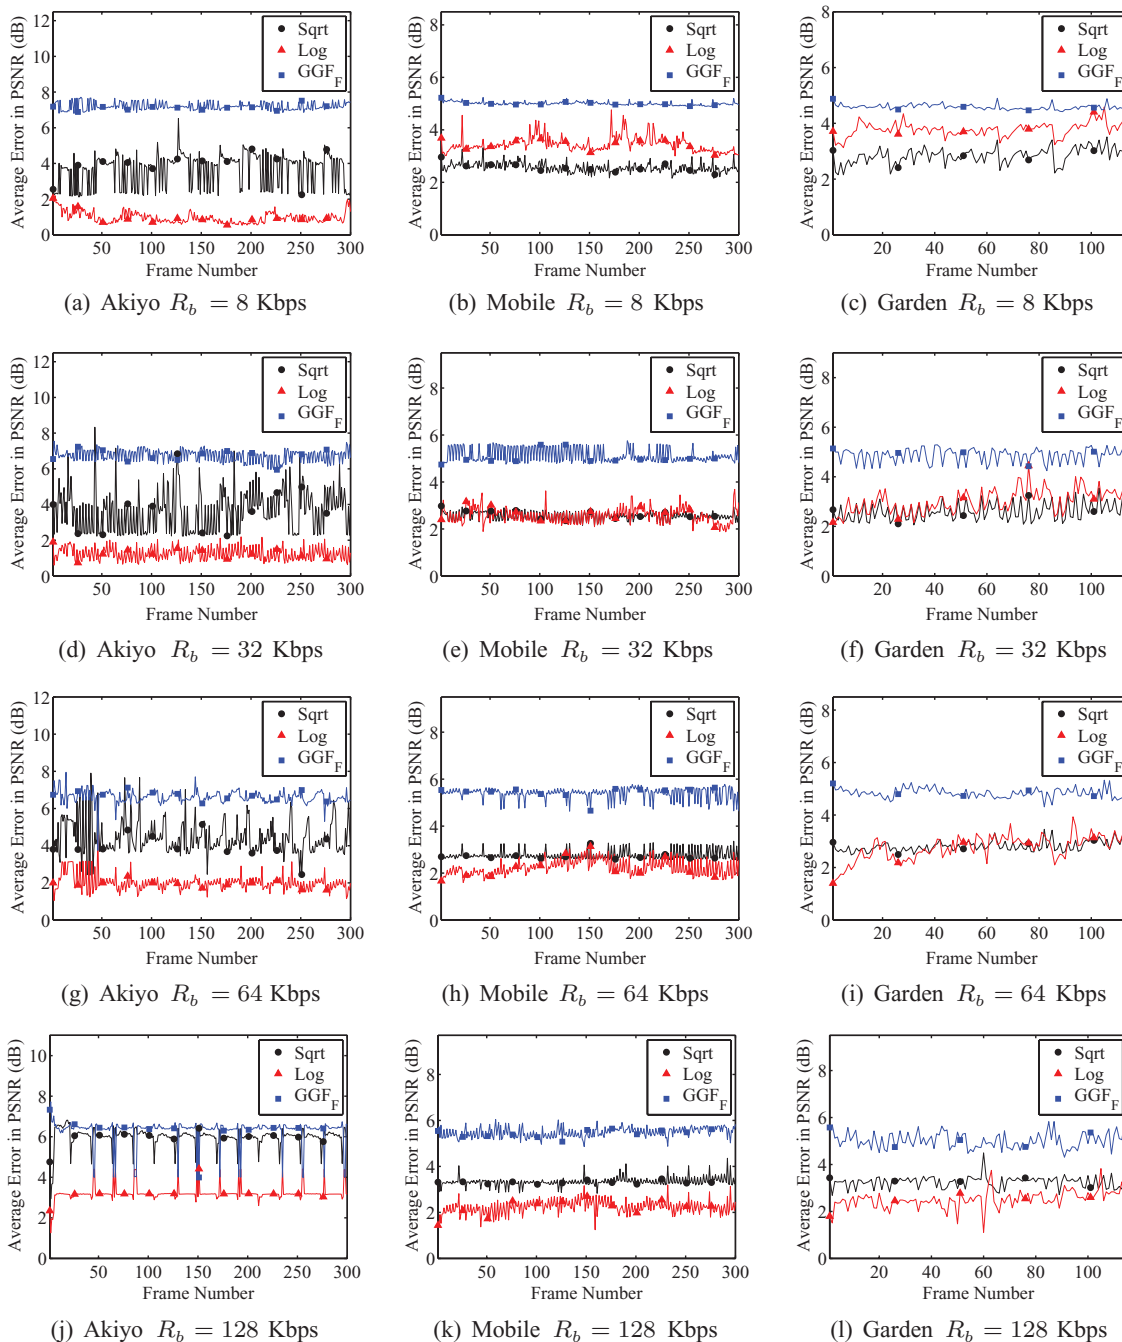 Average Error in PSNR (dB)
12
10
8
6
4
2
0
50 100 150 200 250 300
Frame Number
Sqrt
Log
GGF_F
(a) Akiyo R_b = 8 Kbps
Average Error in PSNR (dB)
8
6
4
2
0
50 100 150 200 250 300
Frame Number
Sqrt
Log
GGF_F
(b) Mobile R_b = 8 Kbps
Average Error in PSNR (dB)
8
6
4
2
0
20 40 60 80 100
Frame Number
Sqrt
Log
GGF_F
(c) Garden R_b = 8 Kbps
Average Error in PSNR (dB)
12
10
8
6
4
2
0
50 100 150 200 250 300
Frame Number
Sqrt
Log
GGF_F
(d) Akiyo R_b = 32 Kbps
Average Error in PSNR (dB)
8
6
4
2
0
50 100 150 200 250 300
Frame Number
Sqrt
Log
GGF_F
(e) Mobile R_b = 32 Kbps
Average Error in PSNR (dB)
8
6
4
2
0
20 40 60 80 100
Frame Number
Sqrt
Log
GGF_F
(f) Garden R_b = 32 Kbps
Average Error in PSNR (dB)
12
10
8
6
4
2
0
50 100 150 200 250 300
Frame Number
Sqrt
Log
GGF_F
(g) Akiyo R_b = 64 Kbps
Average Error in PSNR (dB)
8
6
4
2
0
50 100 150 200 250 300
Frame Number
Sqrt
Log
GGF_F
(h) Mobile R_b = 64 Kbps
Average Error in PSNR (dB)
8
6
4
2
0
20 40 60 80 100
Frame Number
Sqrt
Log
GGF_F
(i) Garden R_b = 64 Kbps
Average Error in PSNR (dB)
10
8
6
4
2
0
50 100 150 200 250 300
Frame Number
Sqrt
Log
GGF_F
(j) Akiyo R_b = 128 Kbps
Average Error in PSNR (dB)
8
6
4
2
0
50 100 150 200 250 300
Frame Number
Sqrt
Log
GGF_F
(k) Mobile R_b = 128 Kbps
Average Error in PSNR (dB)
8
6
4
2
0
20 40 60 80 100
Frame Number
Sqrt
Log
GGF_F
(l) Garden R_b = 128 Kbps